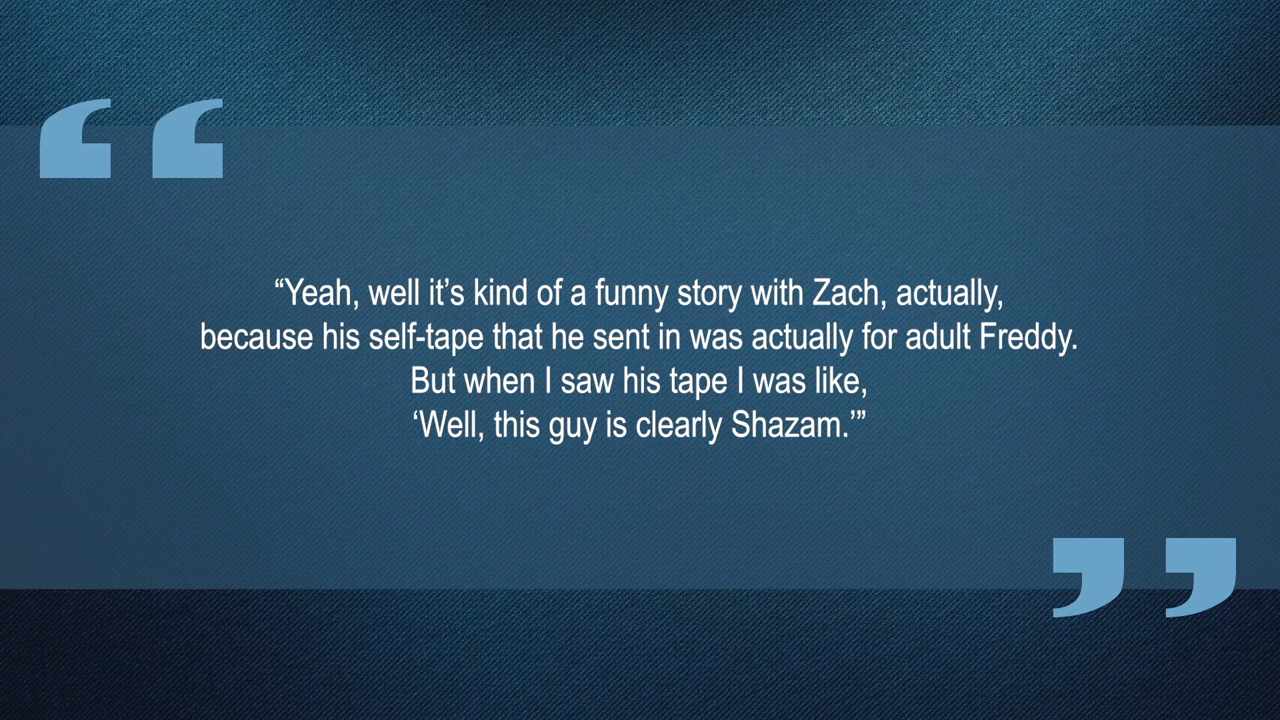 “Yeah, well it’s kind of a funny story with Zach, actually,
because his self-tape that he sent in was actually for adult Freddy.
But when I saw his tape I was like,
‘Well, this guy is clearly Shazam.’”